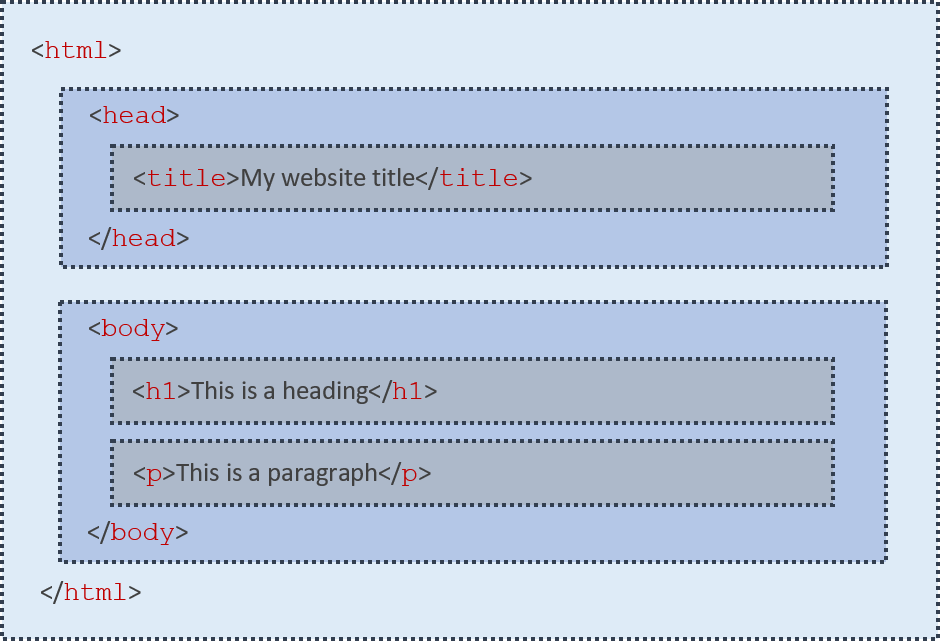 <html>
<head>
<title>My website title</title>
</head>
<body>
<h1>This is a heading</h1>
<p>This is a paragraph</p>
</body>
</html>